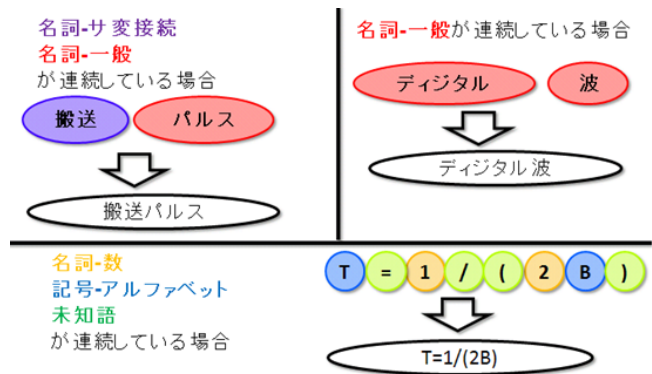 名詞-サ変接続
名詞-一般
が連続している場合
搬送 パルス
搬送パルス
名詞-一般が連続している場合
ディジタル 波
ディジタル波
名詞-数
記号-アルファベット
未知語
が連続している場合
T = 1 / ( 2 B )
T=1/(2B)